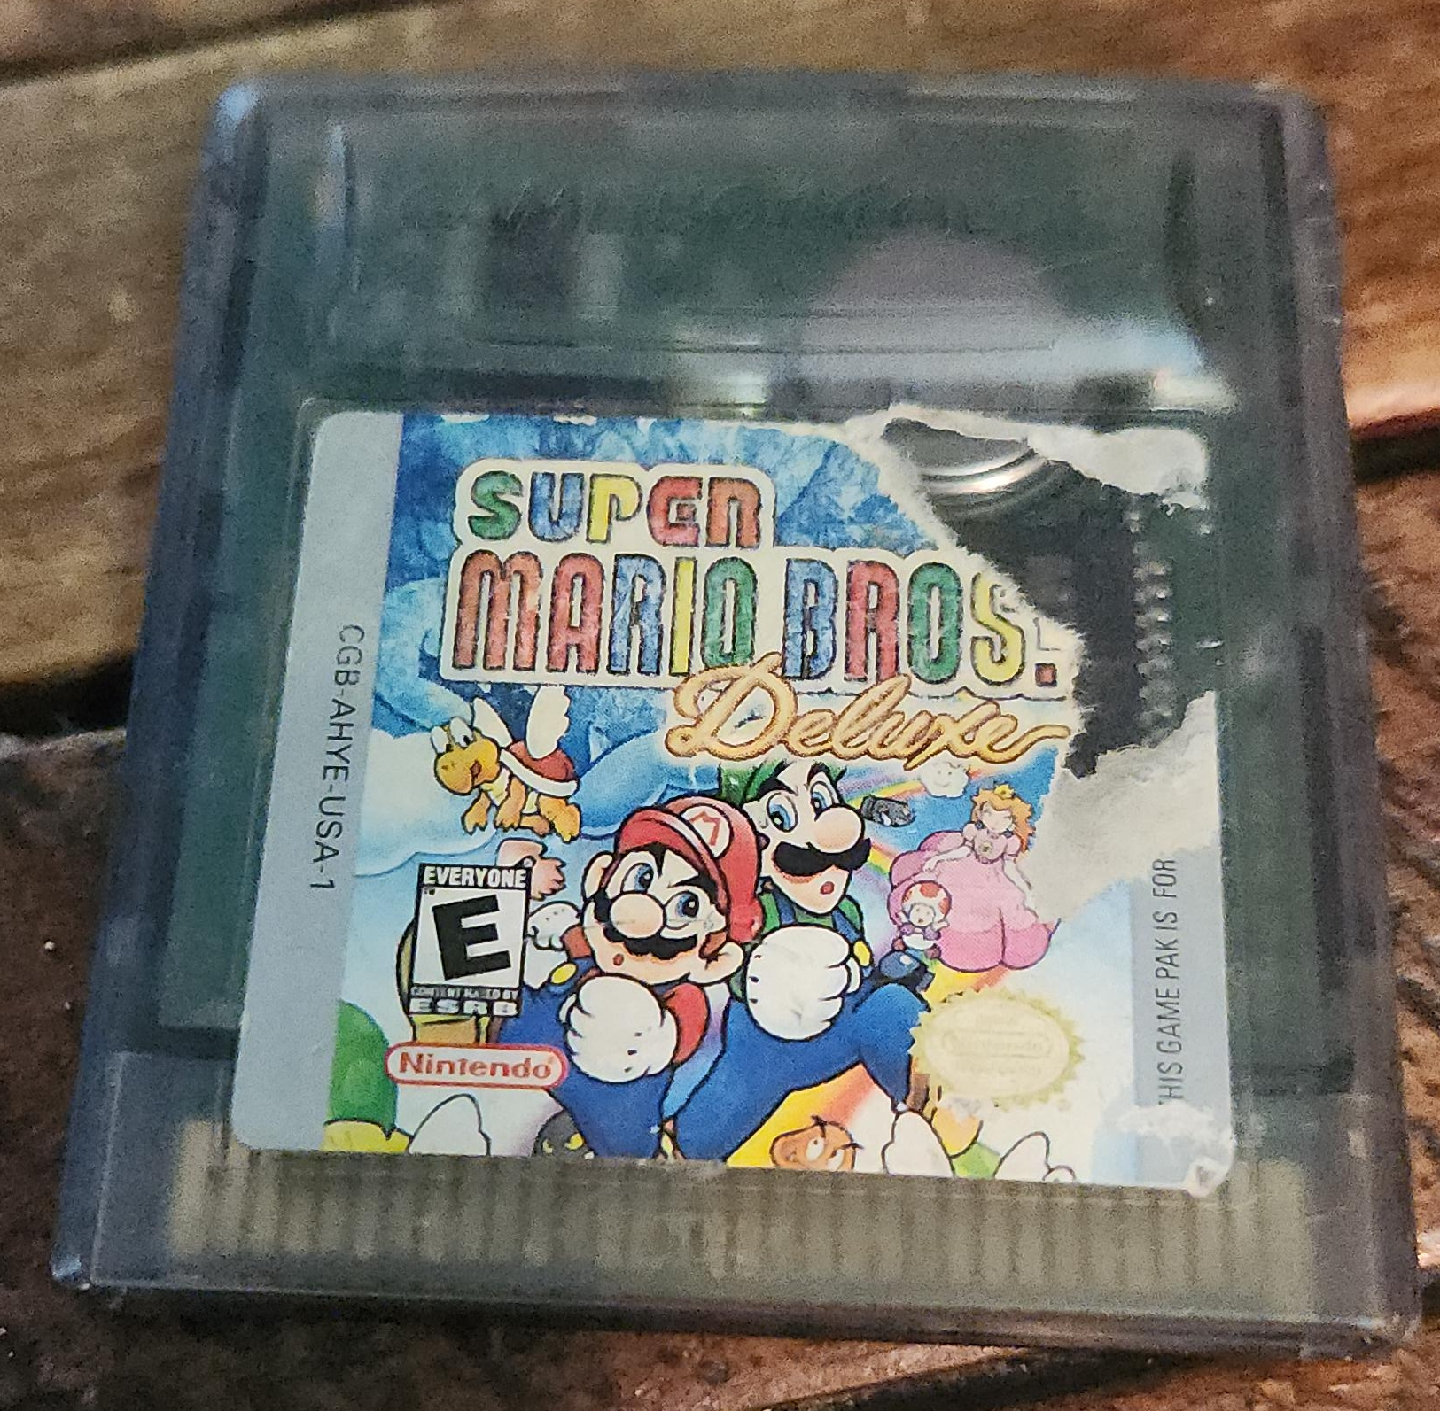 SUPER
MARIO BROS.
Deluxe
CGB-AHYE-USA-1
M
EVERYONE
E
CONTENT RATED BY
ESRB
Nintendo®
HIS GAME PAK IS FOR